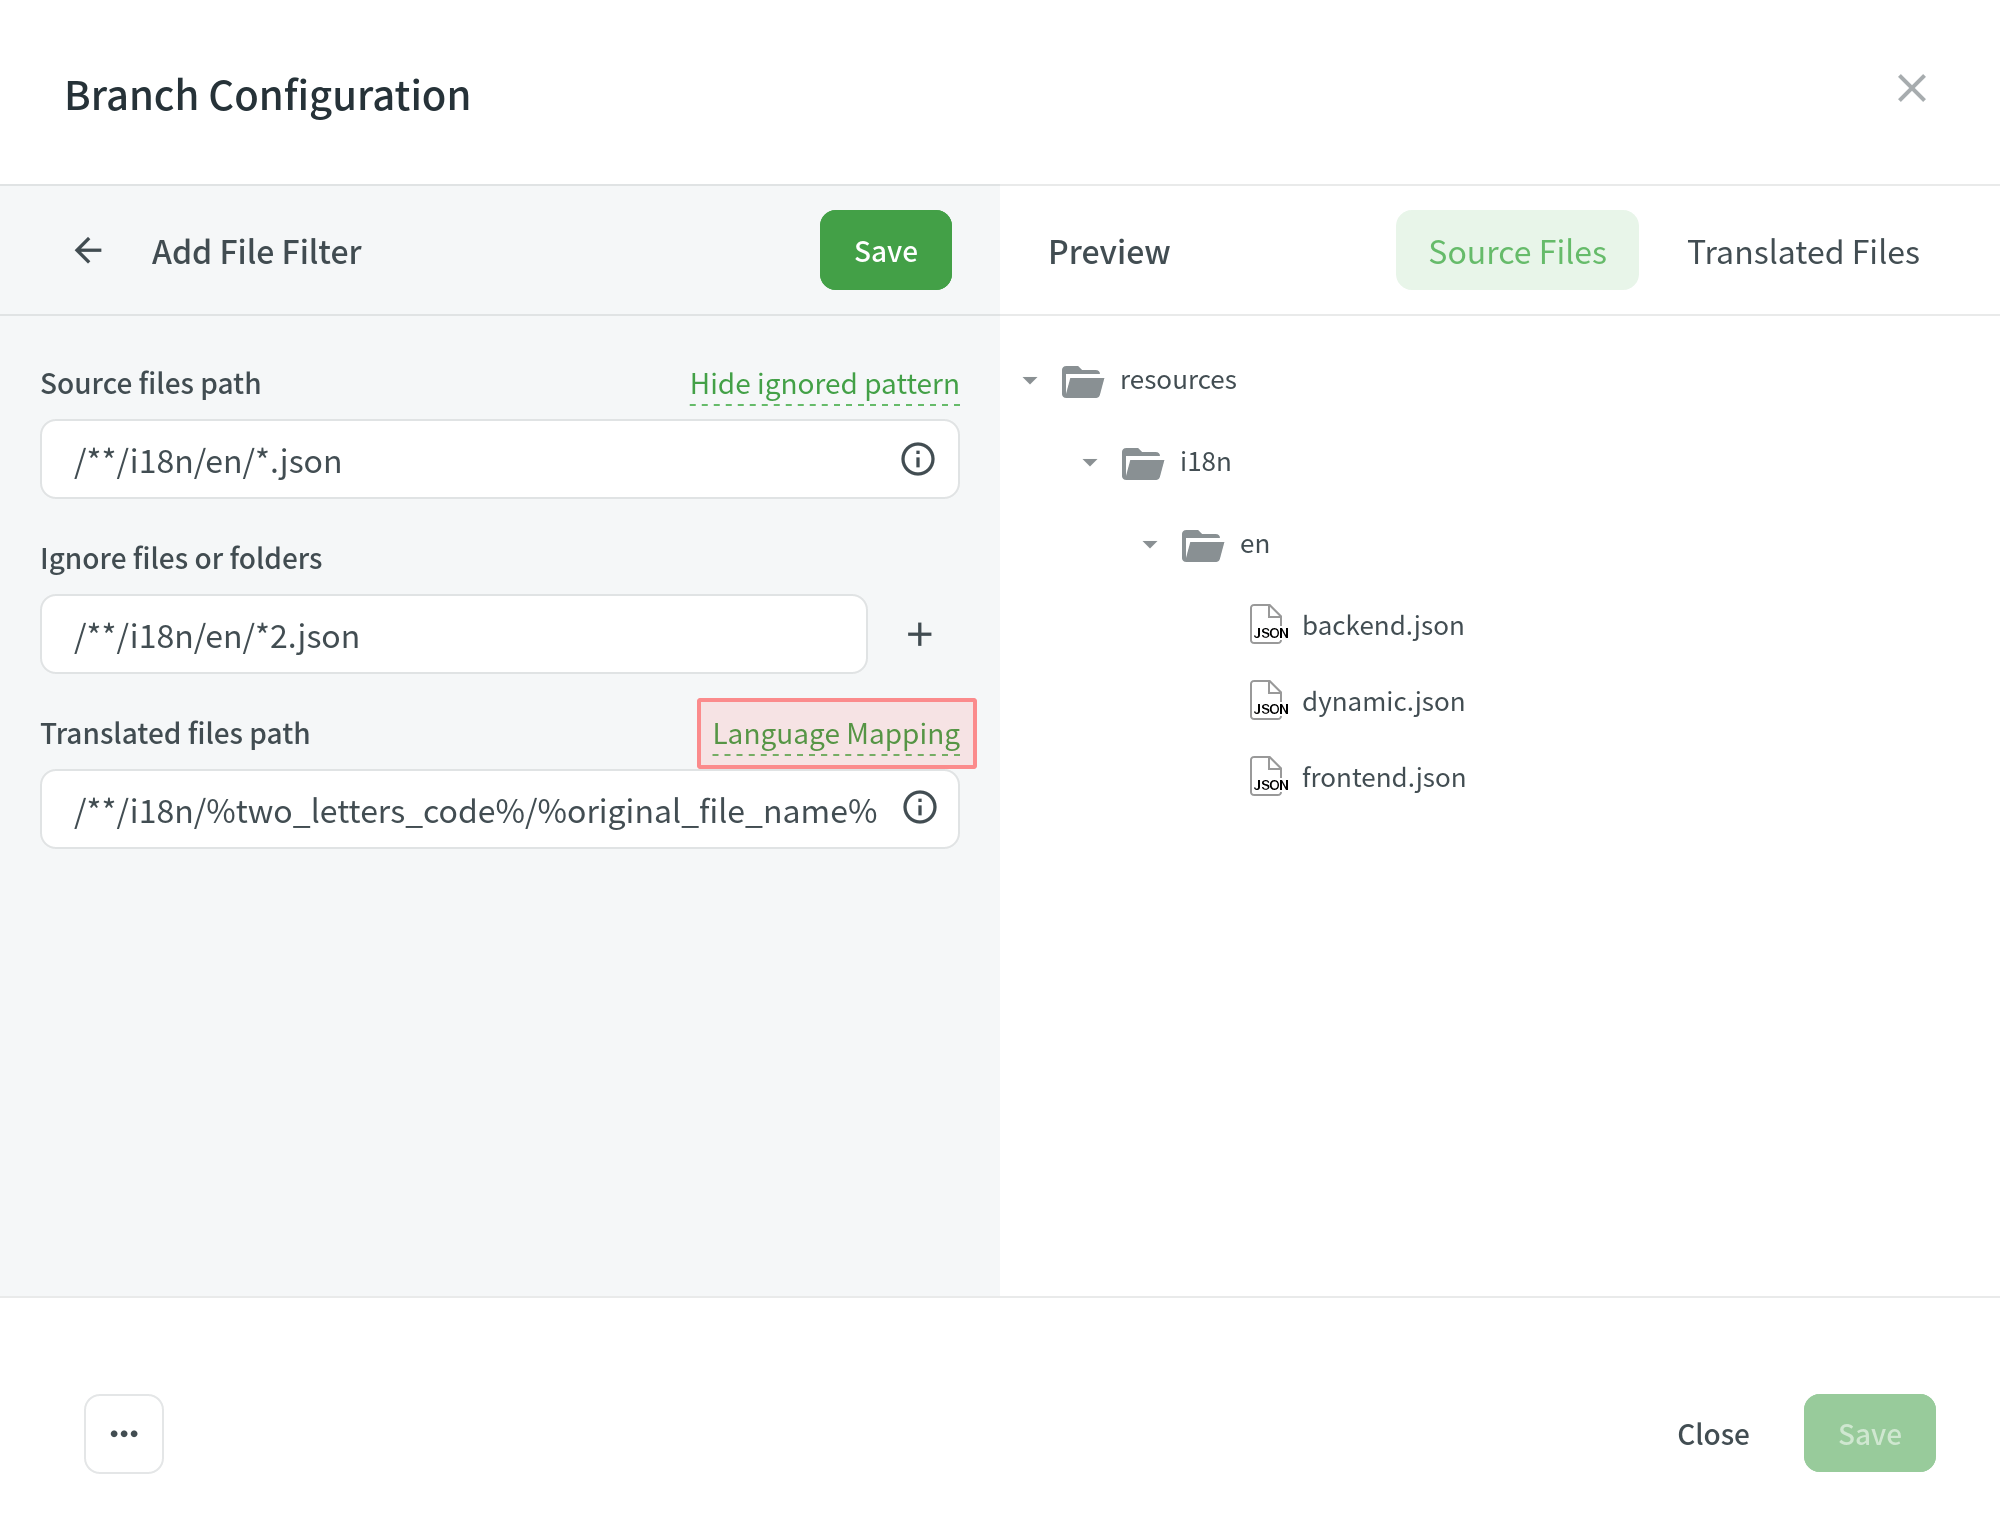 Branch Configuration
Add File Filter
Save
Preview
Source Files
Translated Files
Source files path
Hide ignored pattern
/**/i18n/en/*.json
Ignore files or folders
/**/i18n/en/*2.json
Translated files path
Language Mapping
/**/i18n/%two_letters_code%/%original_file_name%
resources
i18n
en
JSON backend.json
JSON dynamic.json
JSON frontend.json
Close
Save